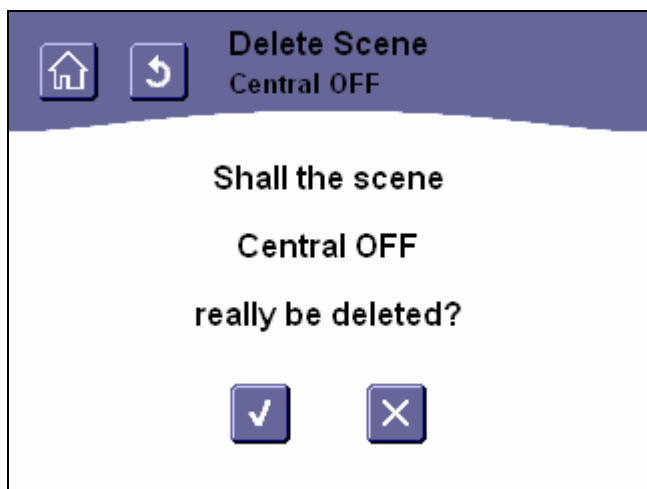 Delete Scene
Central OFF
Shall the scene
Central OFF
really be deleted?